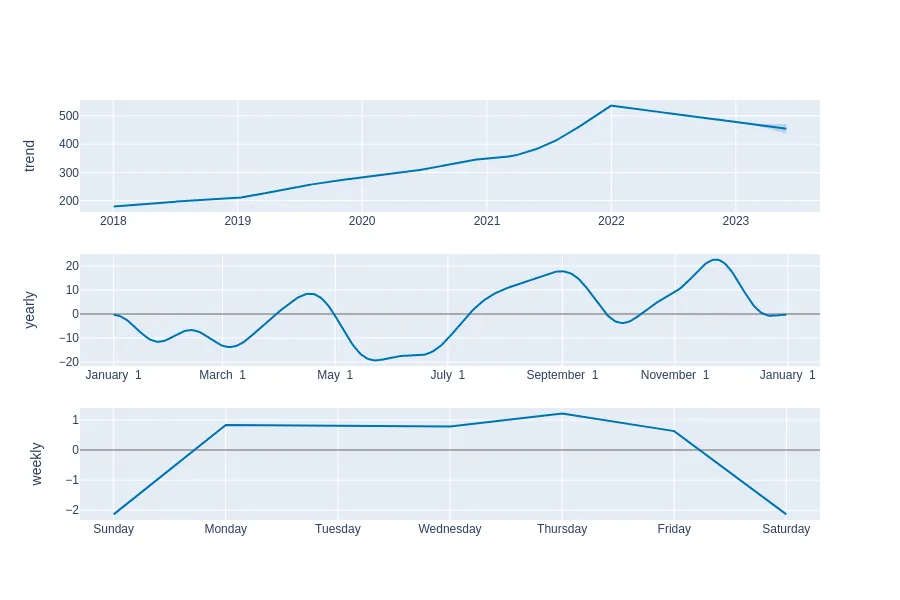 trend
500
400
300
200
2018 2019 2020 2021 2022 2023
yearly
20
10
0
−10
−20
January 1 March 1 May 1 July 1 September 1 November 1 January 1
weekly
1
0
−1
−2
Sunday Monday Tuesday Wednesday Thursday Friday Saturday